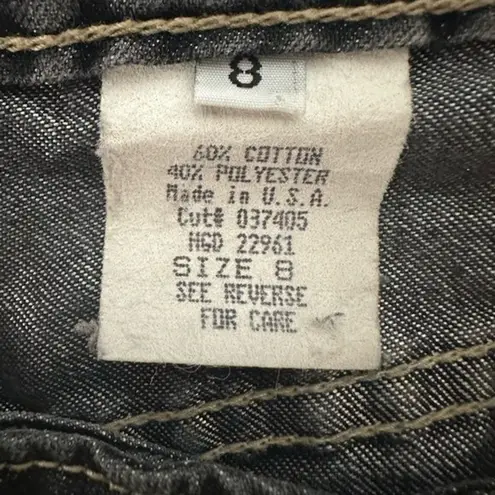 8
60% COTTON
40% POLYESTER
Made in U.S.A.
Cut# 037405
HGD 22961
SIZE 8
SEE REVERSE
FOR CARE